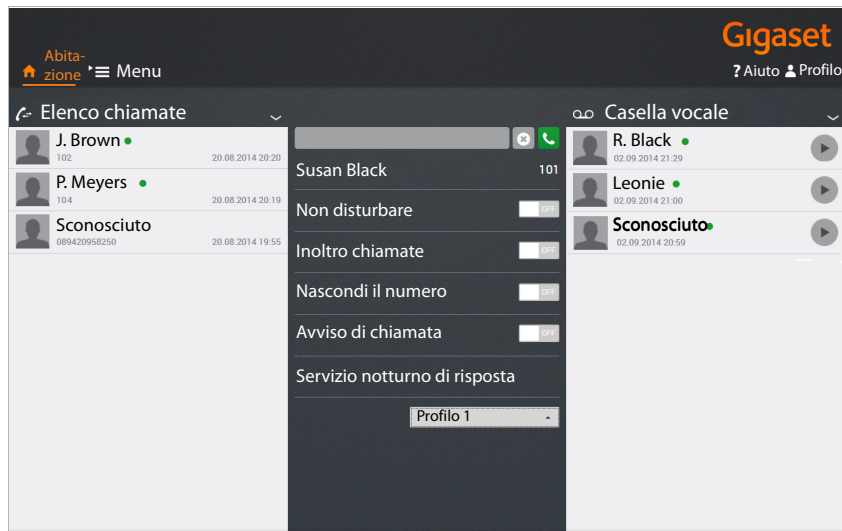 Gigaset
Abita-
zione
Menu
? Aiuto
Profilo
Elenco chiamate
J. Brown
102
20.08.2014 20:20
P. Meyers
104
20.08.2014 20:19
Sconosciuto
089420958250
20.08.2014 19:55
Susan Black
101
Non disturbare
OFF
Inoltro chiamate
OFF
Nascondi il numero
OFF
Avviso di chiamata
OFF
Servizio notturno di risposta
Profilo 1
Casella vocale
R. Black
02.09.2014 21:29
Leonie
02.09.2014 21:00
Sconosciuto
02.09.2014 20:59